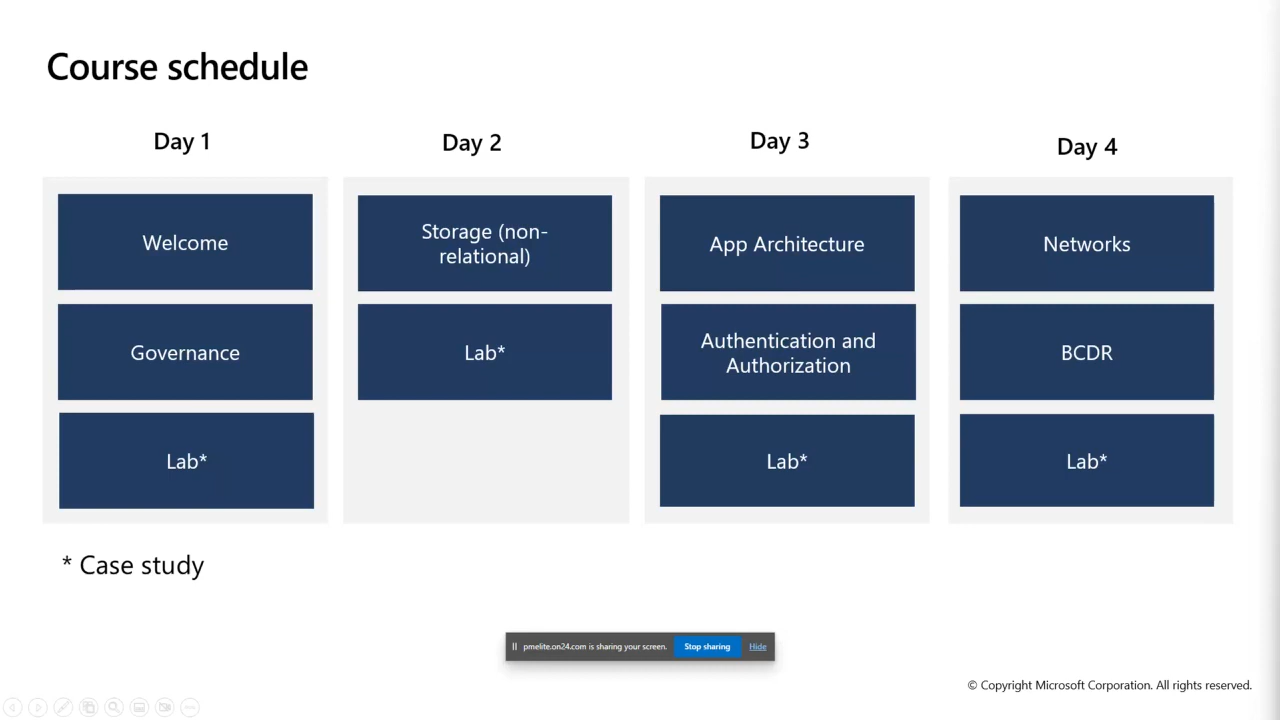 Course schedule
Day 1
Welcome
Governance
Lab*
Day 2
Storage (non-
relational)
Lab*
Day 3
App Architecture
Authentication and
Authorization
Lab*
Day 4
Networks
BCDR
Lab*
* Case study
pmelite.on24.com is sharing your screen.
Stop sharing
Hide
© Copyright Microsoft Corporation. All rights reserved.